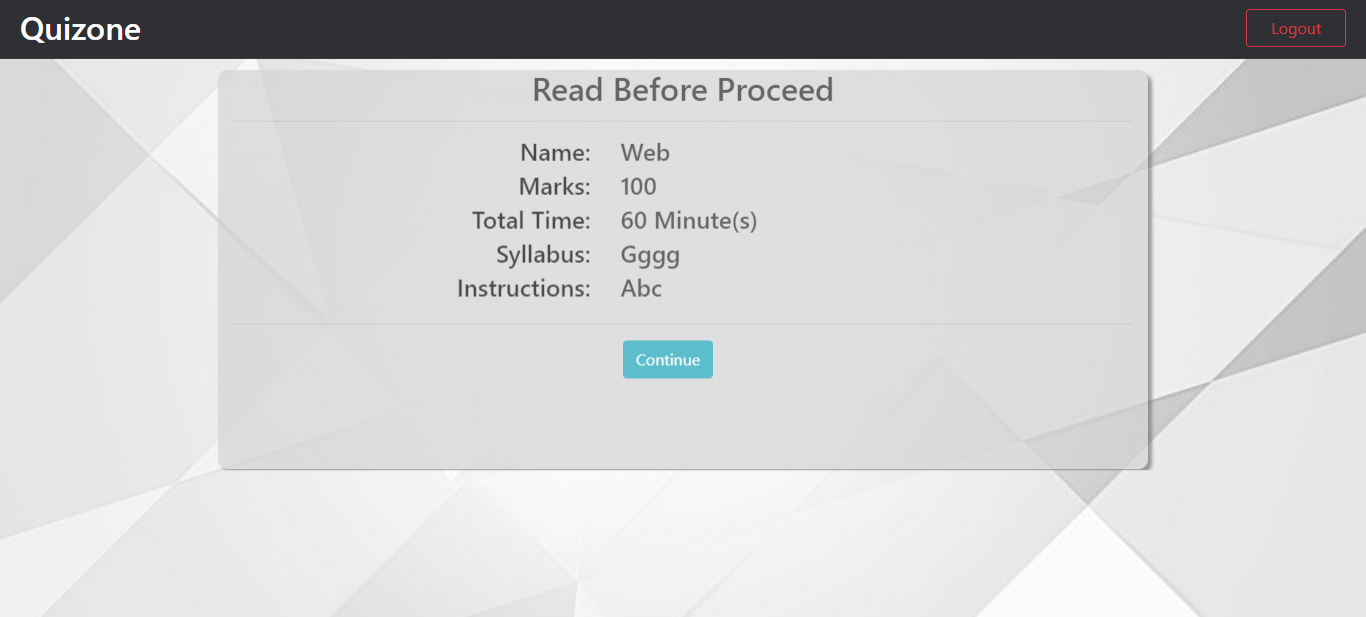 Quizone
Logout
Read Before Proceed
Name: Web
Marks: 100
Total Time: 60 Minute(s)
Syllabus: Gggg
Instructions: Abc
Continue